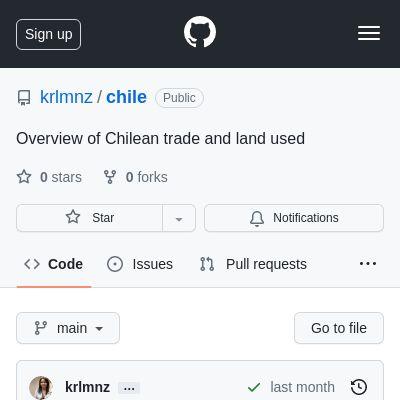 Sign up
krlmnz / chile Public
Overview of Chilean trade and land used
0 stars 0 forks
Star Notifications
Code Issues Pull requests ...
main Go to file
krlmnz ... last month